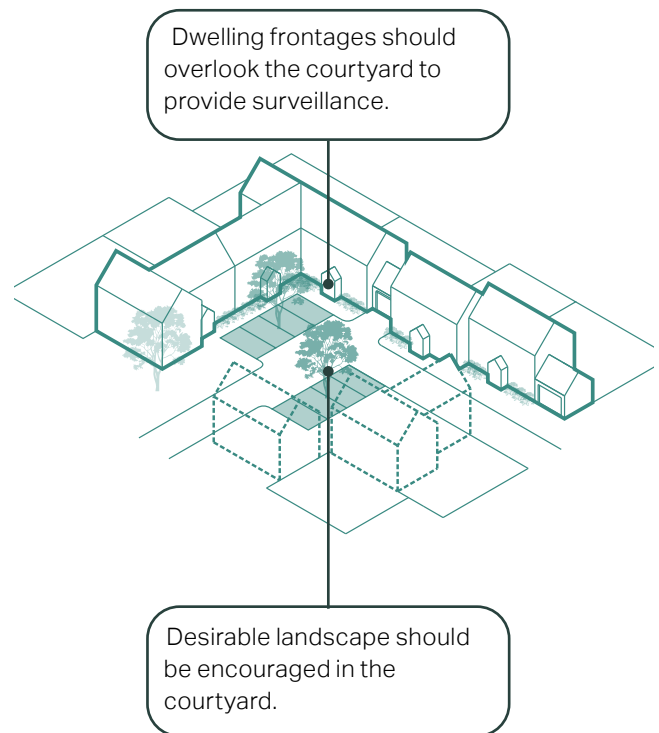 Dwelling frontages should
overlook the courtyard to
provide surveillance.
Desirable landscape should
be encouraged in the
courtyard.